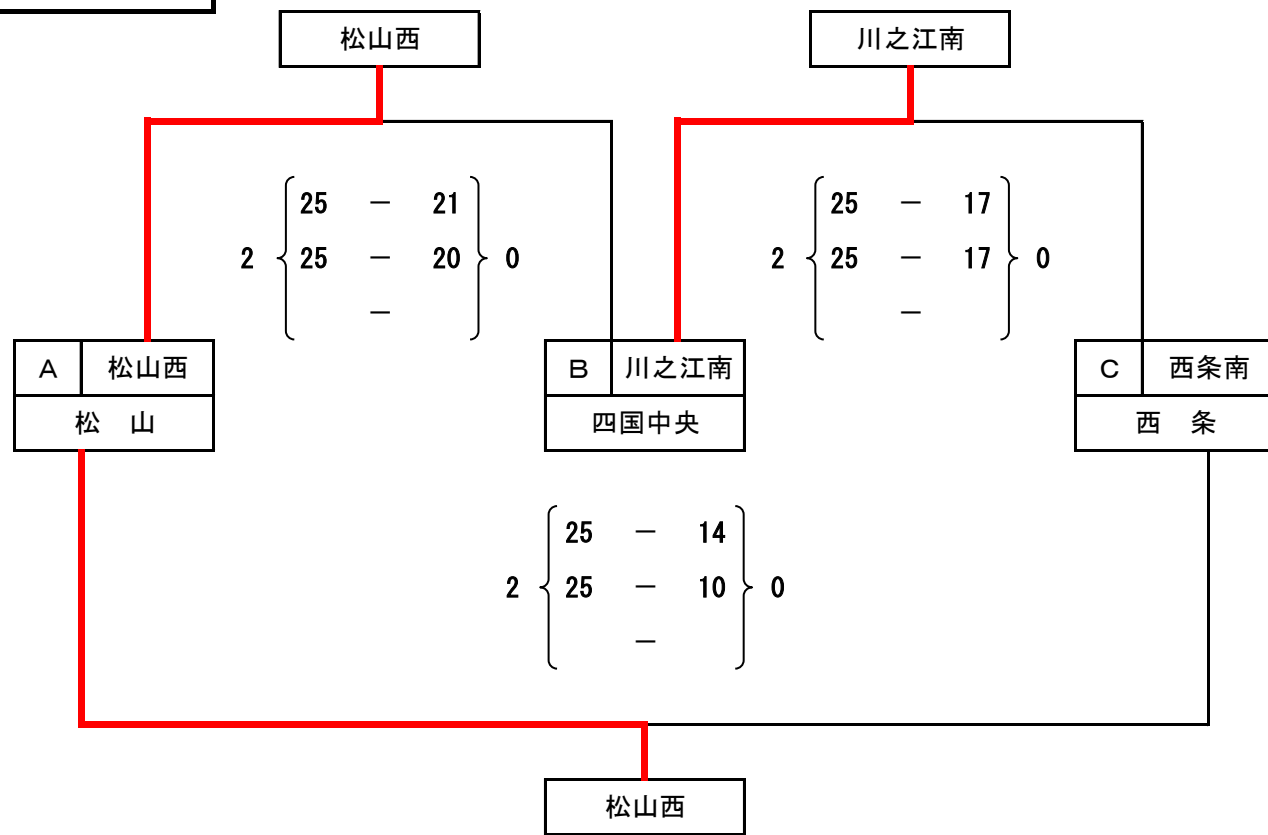 松山西 川之江南
25 － 21 25 － 17
2 25 － 20 0 2 25 － 17 0
－ －
A 松山西 B 川之江南 C 西条南
松　山 四国中央 西　条
25 － 14
2 25 － 10 0
－
松山西